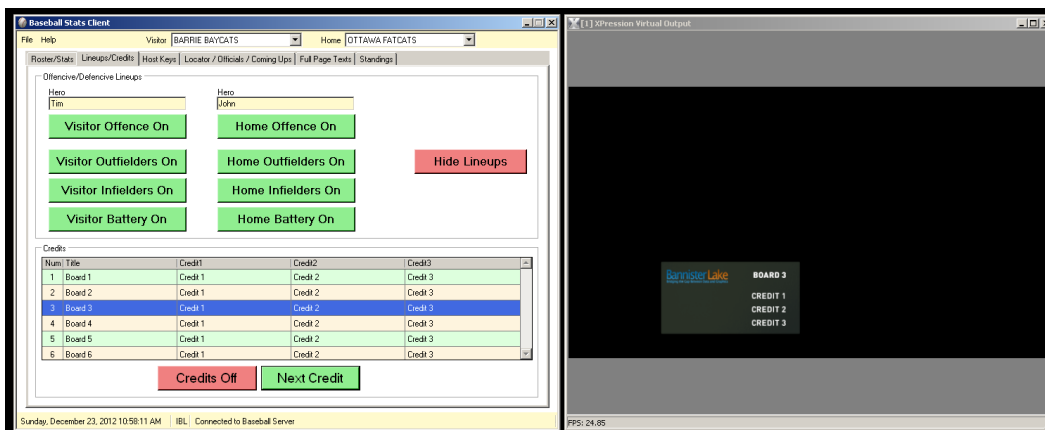 Baseball Stats Client
File Help Visitor BARRIE BAYCATS Home OTTAWA FATCATS
Roster/Stats Lineups/Credits Host Keys Locator / Officials / Coming Ups Full Page Texts Standings
Offencive/Defencive Lineups
Hero Hero
Tim John
Visitor Offence On Home Offence On
Visitor Outfielders On Home Outfielders On Hide Lineups
Visitor Infielders On Home Infielders On
Visitor Battery On Home Battery On
Credits
Num Title Credit1 Credit2 Credit3
1 Board 1 Credit 1 Credit 2 Credit 3
2 Board 2 Credit 1 Credit 2 Credit 3
3 Board 3 Credit 1 Credit 2 Credit 3
4 Board 4 Credit 1 Credit 2 Credit 3
5 Board 5 Credit 1 Credit 2 Credit 3
6 Board 6 Credit 1 Credit 2 Credit 3
Credits Off Next Credit
Sunday, December 23, 2012 10:58:11 AM IBL Connected to Baseball Server
[1] XPression Virtual Output
BannisterLake BOARD 3
CREDIT 1
CREDIT 2
CREDIT 3
FPS: 24.85